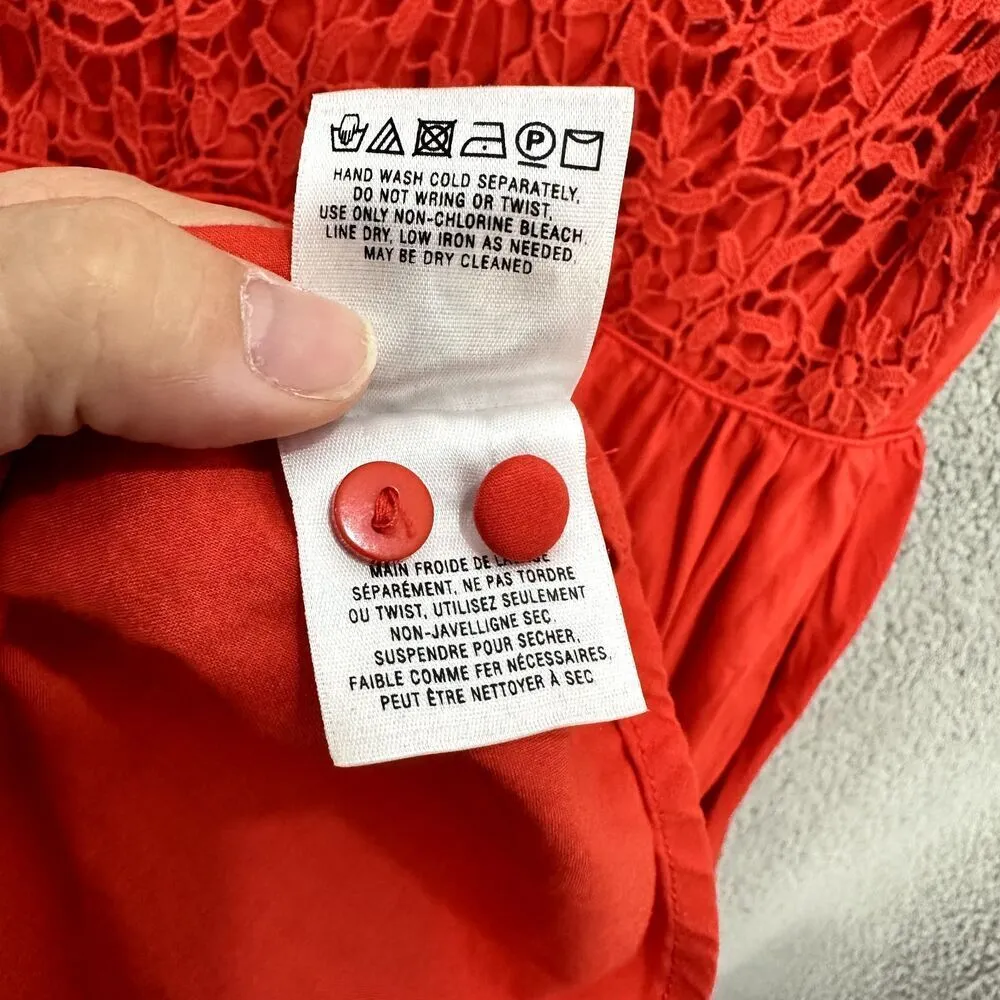 P
HAND WASH COLD SEPARATELY,
DO NOT WRING OR TWIST,
USE ONLY NON-CHLORINE BLEACH,
LINE DRY, LOW IRON AS NEEDED,
MAY BE DRY CLEANED
MAIN FROIDE DE
SÉPARÉMENT, NE PAS TORDRE
OU TWIST, UTILISEZ SEULEMENT
NON-JAVELLIGNE SEC,
SUSPENDRE POUR SECHER,
FAIBLE COMME FER NÉCESSAIRES,
PEUT ÊTRE NETTOYER À SEC